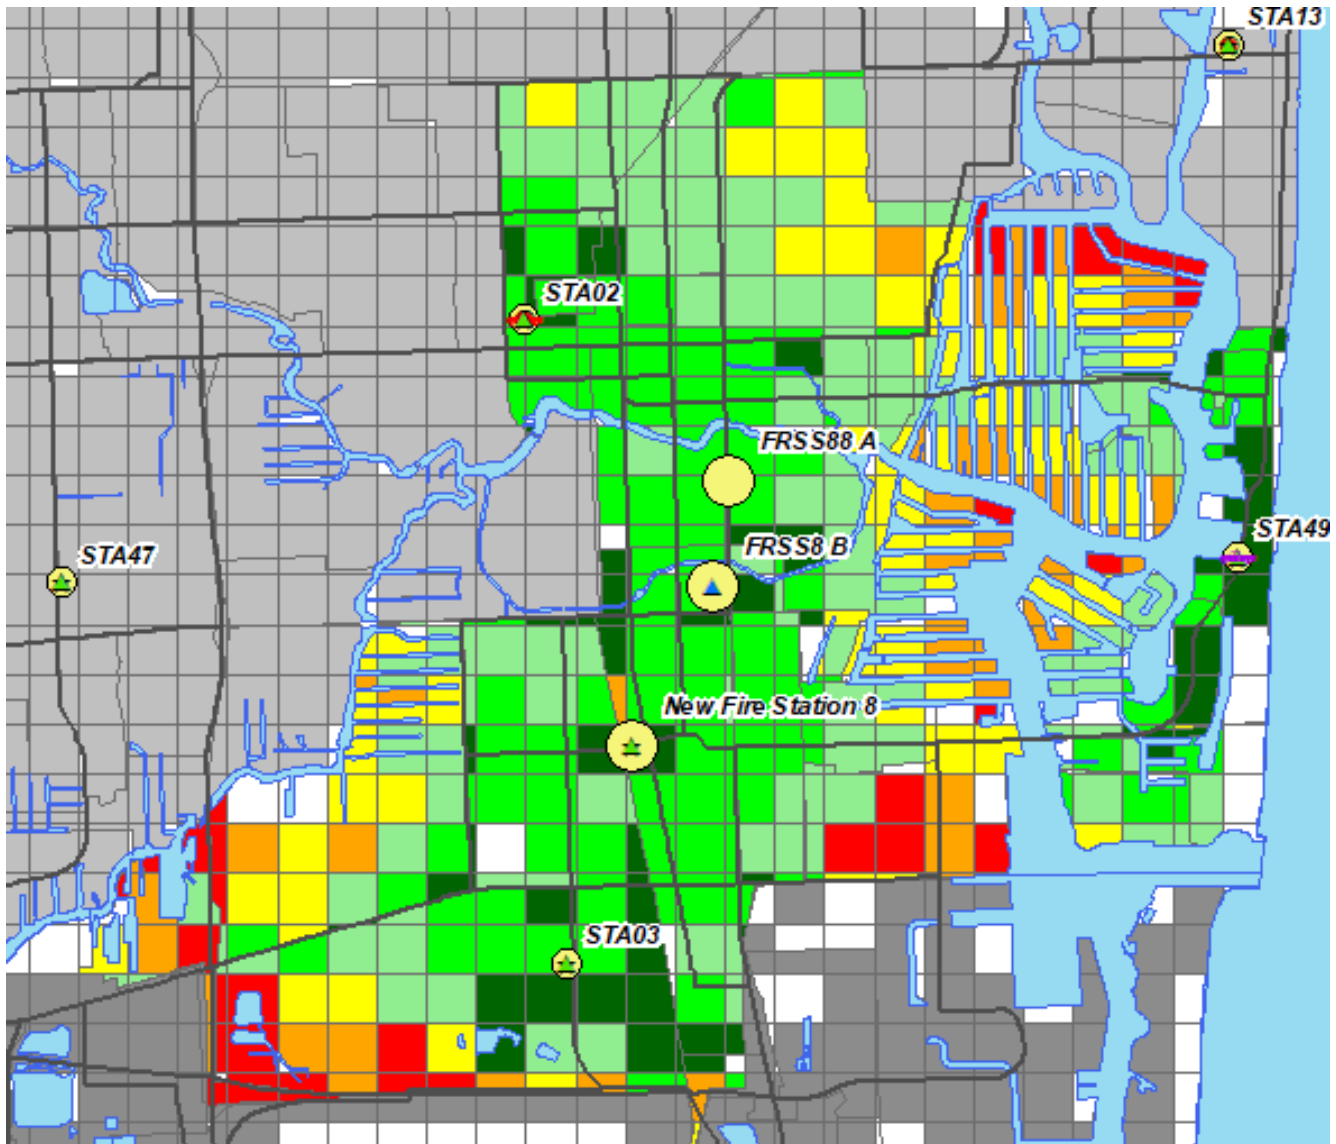 STA13
STA02
FRSS88 A
STA49
STA47
FRSS8 B
New Fire Station 8
STA03